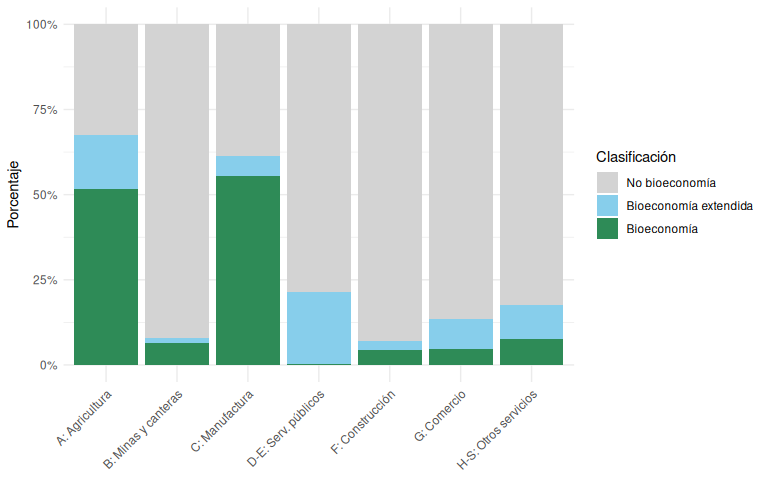 100%
75%
50%
25%
0%
Porcentaje
A: Agricultura
B: Minas y canteras
C: Manufactura
D-E: Serv. públicos
F: Construcción
G: Comercio
H-S: Otros servicios
Clasificación
No bioeconomía
Bioeconomía extendida
Bioeconomía